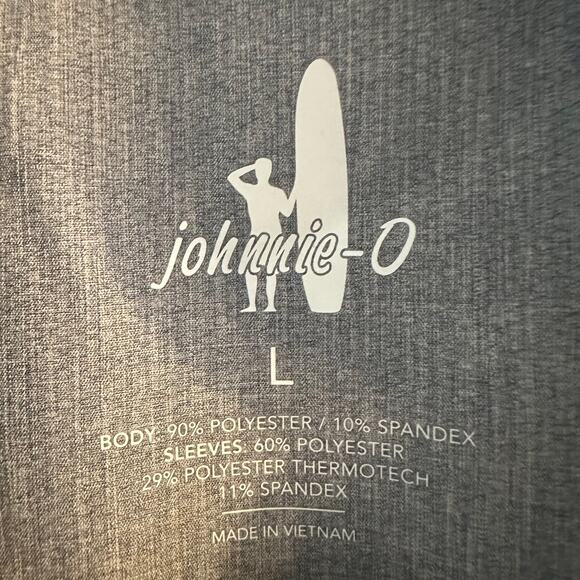 johnnie-O
L
BODY: 90% POLYESTER / 10% SPANDEX
SLEEVES: 60% POLYESTER
29% POLYESTER THERMOTECH
11% SPANDEX
MADE IN VIETNAM